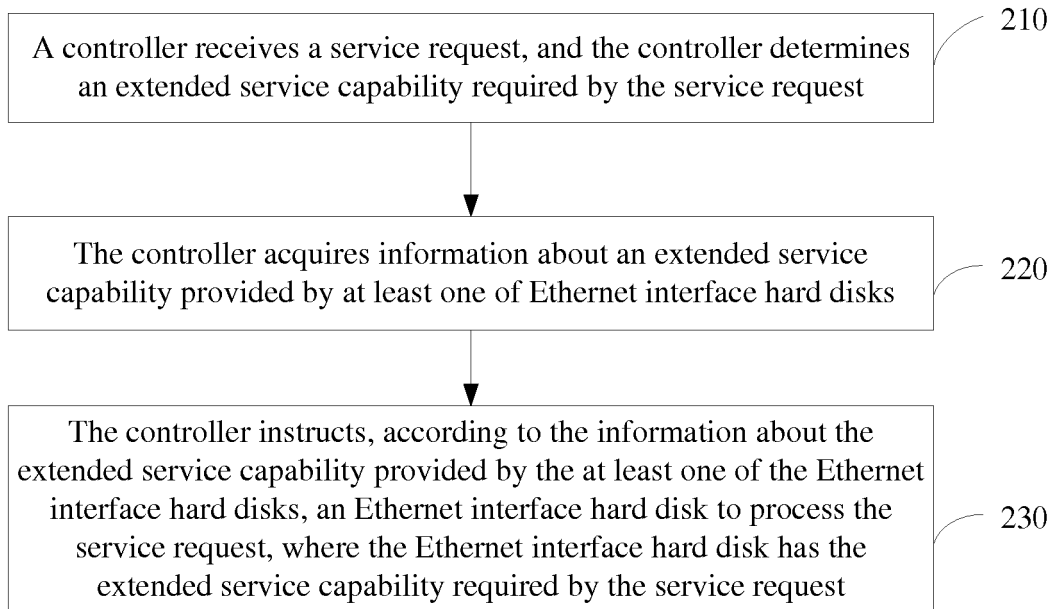 210
A controller receives a service request, and the controller determines
an extended service capability required by the service request
The controller acquires information about an extended service
capability provided by at least one of Ethernet interface hard disks
220
The controller instructs, according to the information about the
extended service capability provided by the at least one of the Ethernet
interface hard disks, an Ethernet interface hard disk to process the
service request, where the Ethernet interface hard disk has the
extended service capability required by the service request
230